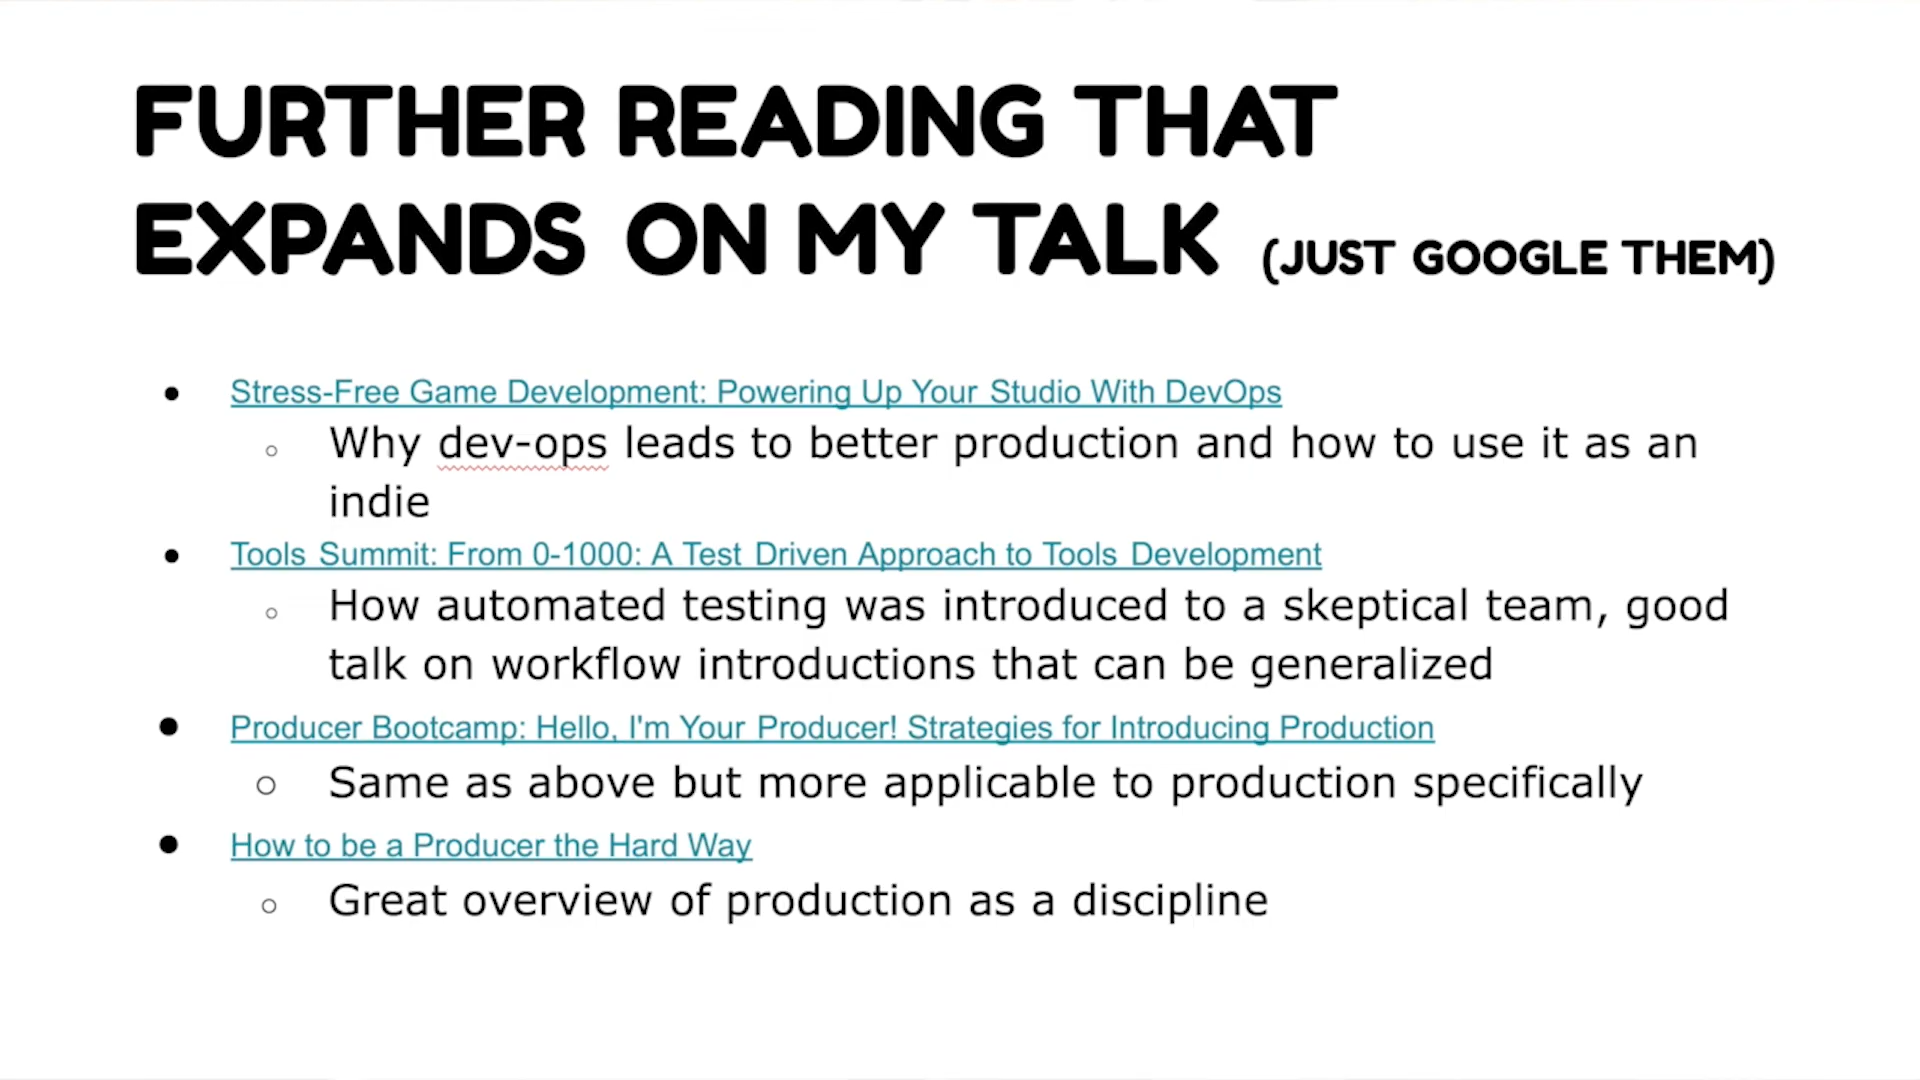 FURTHER READING THAT
EXPANDS ON MY TALK (JUST GOOGLE THEM)
● Stress-Free Game Development: Powering Up Your Studio With DevOps
○ Why dev-ops leads to better production and how to use it as an
indie
● Tools Summit: From 0-1000: A Test Driven Approach to Tools Development
○ How automated testing was introduced to a skeptical team, good
talk on workflow introductions that can be generalized
● Producer Bootcamp: Hello, I'm Your Producer! Strategies for Introducing Production
○ Same as above but more applicable to production specifically
● How to be a Producer the Hard Way
○ Great overview of production as a discipline